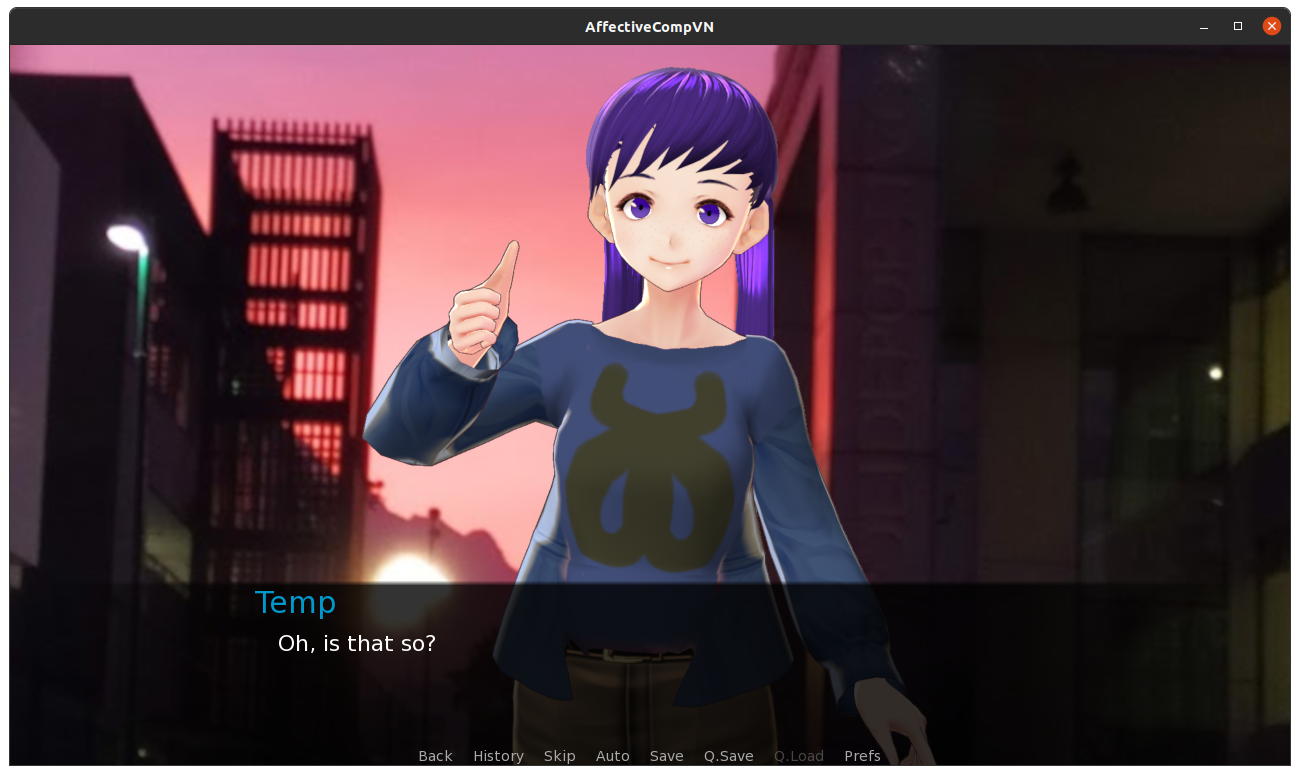 AffectiveCompVN
Temp
Oh, is that so?
Back History Skip Auto Save Q.Save Q.Load Prefs